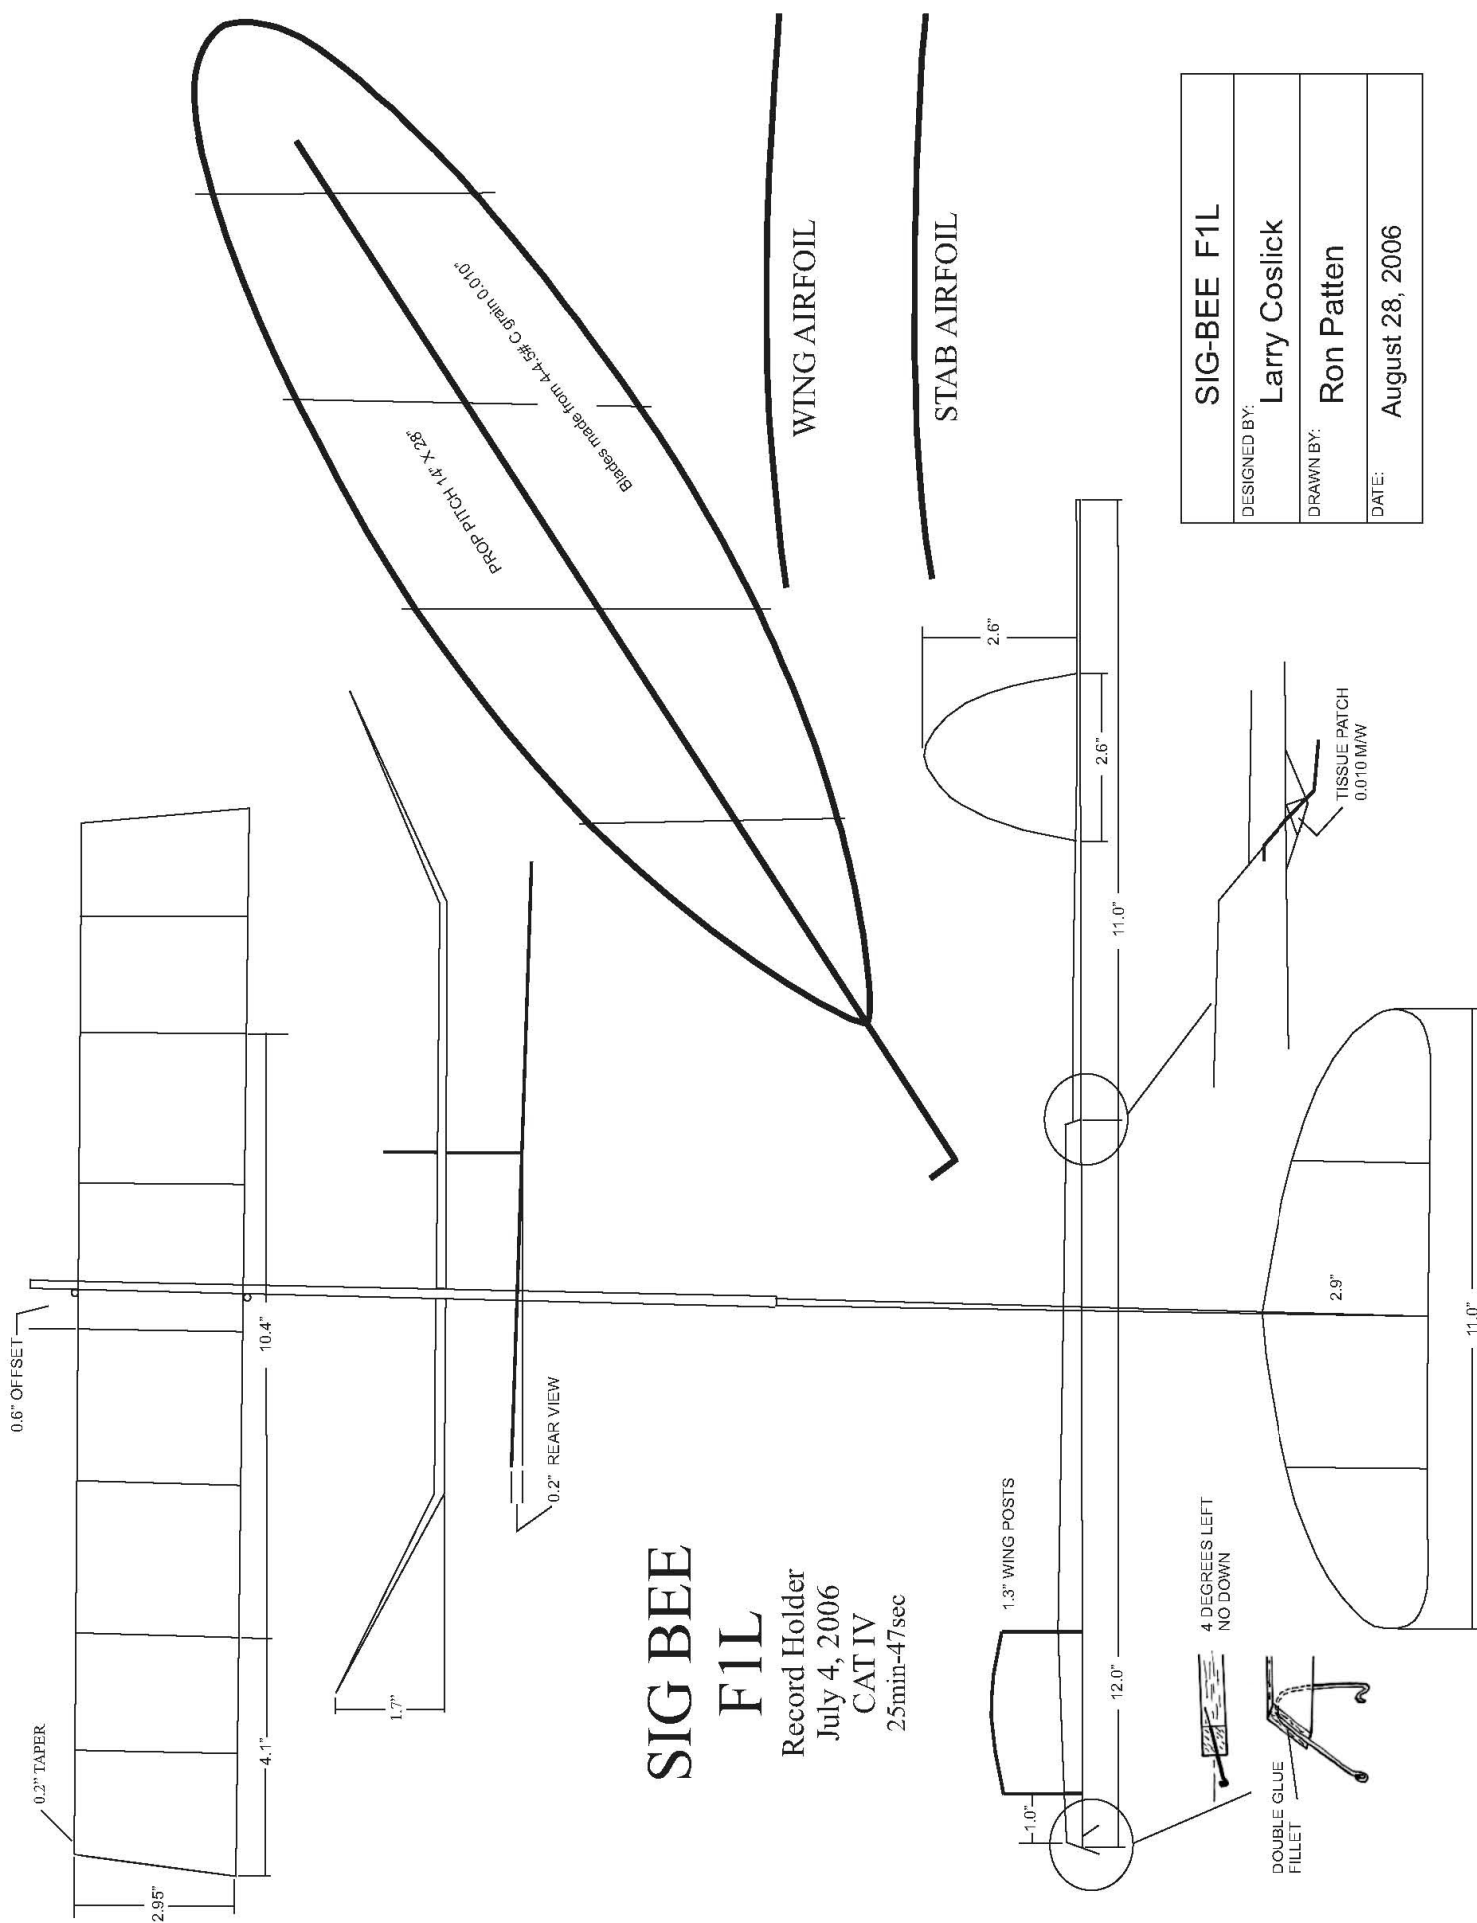 0.2" TAPER
2.95"
4.1"
0.6" OFFSET
10.4"
1.7"
0.2" REAR VIEW
SIG BEE
F1L
Record Holder
July 4, 2006
CAT IV
25min-47sec
PROP PITCH 14" X 28"
Blades made from 4-4.5# C grain 0.010"
WING AIRFOIL
STAB AIRFOIL
1.3" WING POSTS
1.0"
12.0"
11.0"
2.6"
2.6"
4 DEGREES LEFT
NO DOWN
DOUBLE GLUE
FILLET
2.9"
11.0"
TISSUE PATCH
0.010 M/W
SIG-BEE F1L
DESIGNED BY:
Larry Coslick
DRAWN BY:
Ron Patten
DATE:
August 28, 2006